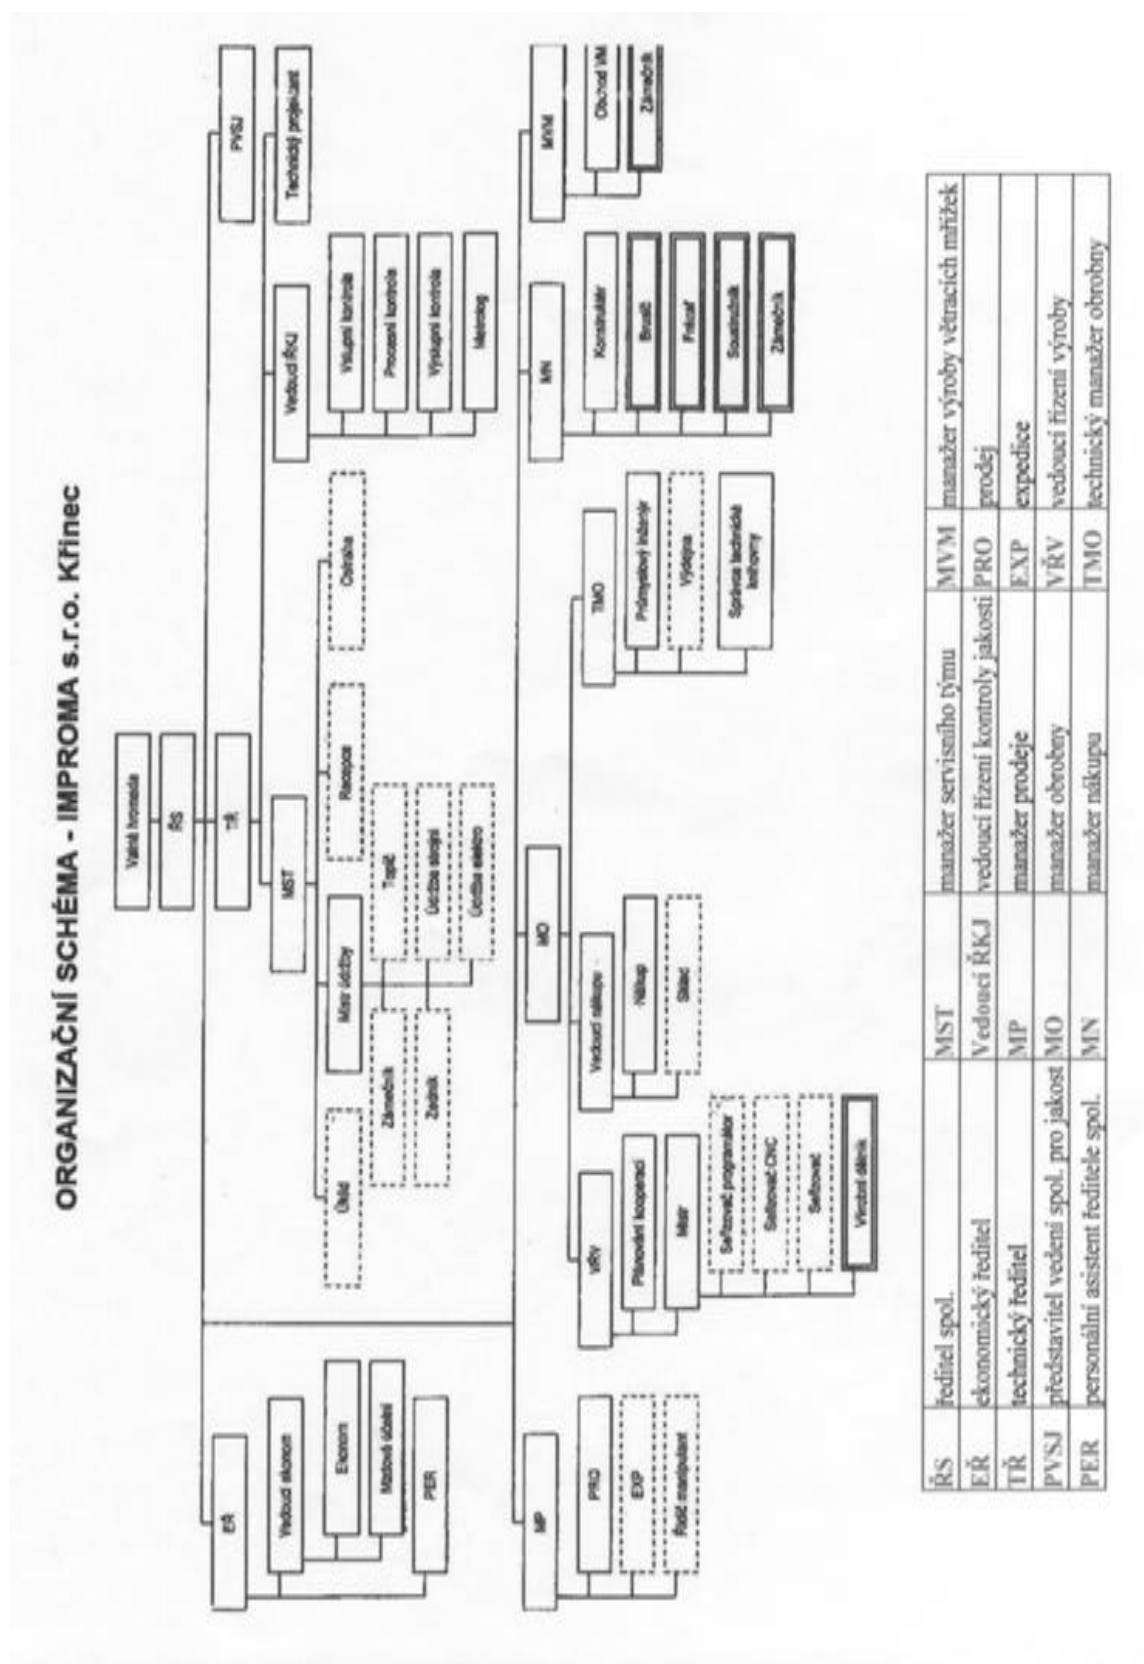 ORGANIZAČNÍ SCHÉMA - IMPROMA s.r.o. Křinec
Valná hromada
ŘS
EŘ
TŘ
PVSJ
Vedoucí ekonom
Ekonom
Mzdová účetní
PER
MST
Vedoucí ŘKJ
Technický projektant
Úklid
Mistr údržby
Recepce
Ostraha
Zámečník
Topič
Zedník
Údržba strojní
Údržba elektro
Vstupní kontrola
Procesní kontrola
Výstupní kontrola
Metrolog
MP
MO
MN
MVM
PRO
EXP
Řidič manipulant
VŘV
Vedoucí nákupu
TMO
Plánování kooperací
Mistr
Seřizovač programátor
Seřizovač CNC
Seřizovač
Výrobní dělník
Nákup
Sklad
Průmyslový inženýr
Výdejna
Správce technické
knihovny
Konstruktér
Brusič
Frézař
Soustružník
Zámečník
Obchod VM
Zámečník
ŘS ředitel spol. MST manažer servisního týmu MVM manažer výroby větracích mřížek
EŘ ekonomický ředitel Vedoucí ŘKJ vedoucí řízení kontroly jakosti PRO prodej
TŘ technický ředitel MP manažer prodeje EXP expedice
PVSJ představitel vedení spol. pro jakost MO manažer obrobny VŘV vedoucí řízení výroby
PER personální asistent ředitele spol. MN manažer nákupu TMO technický manažer obrobny